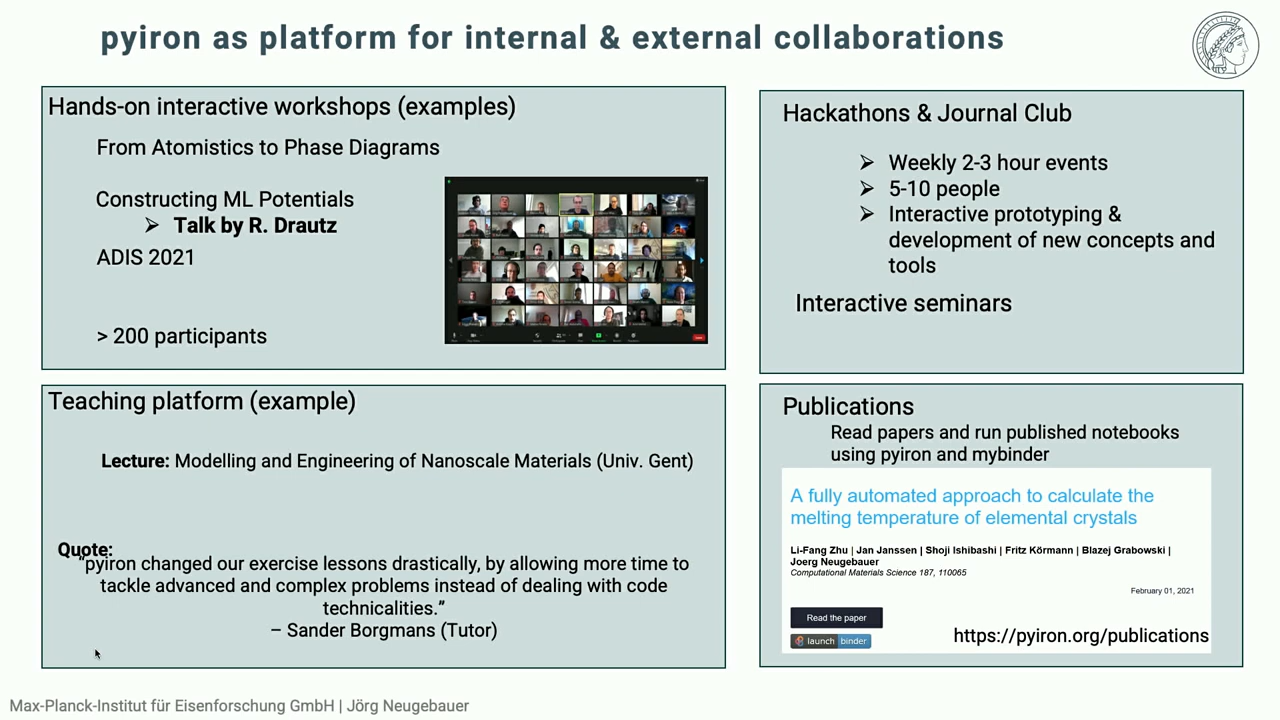 pyiron as platform for internal & external collaborations
Hands-on interactive workshops (examples)
From Atomistics to Phase Diagrams
Constructing ML Potentials
➢ Talk by R. Drautz
ADIS 2021
> 200 participants
Hackathons & Journal Club
➢ Weekly 2-3 hour events
➢ 5-10 people
➢ Interactive prototyping &
development of new concepts and
tools
Interactive seminars
Teaching platform (example)
Lecture: Modelling and Engineering of Nanoscale Materials (Univ. Gent)
Quote:
“pyiron changed our exercise lessons drastically, by allowing more time to
tackle advanced and complex problems instead of dealing with code
technicalities.”
– Sander Borgmans (Tutor)
Publications
Read papers and run published notebooks
using pyiron and mybinder
A fully automated approach to calculate the
melting temperature of elemental crystals
Li-Fang Zhu | Jan Janssen | Shoji Ishibashi | Fritz Körmann | Blazej Grabowski |
Joerg Neugebauer
Computational Materials Science 187, 110065
February 01, 2021
Read the paper
launch binder
https://pyiron.org/publications
Max-Planck-Institut für Eisenforschung GmbH | Jörg Neugebauer